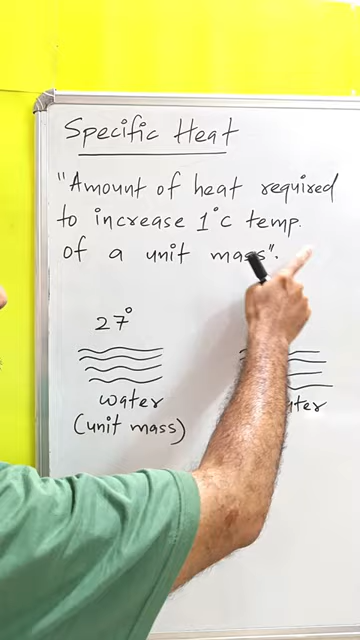 Specific Heat
"Amount of heat required
to increase 1°c temp.
of a unit mass".
27°
water
(unit mass)